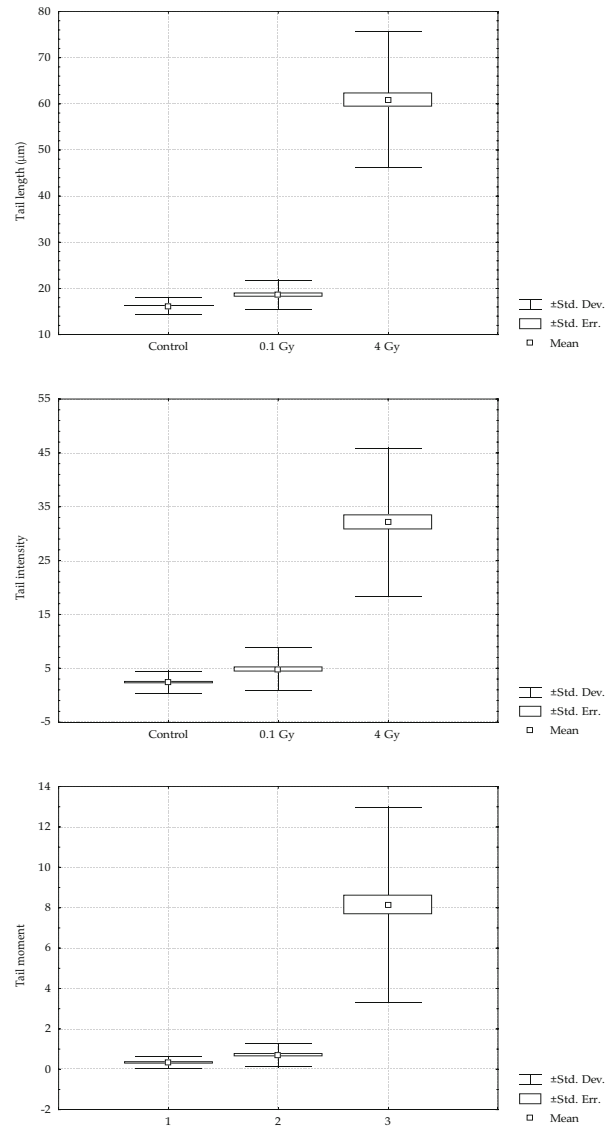 80
70
60
50
40
30
20
10
Tail length (μm)
Control 0.1 Gy 4 Gy
±Std. Dev.
±Std. Err.
Mean
55
45
35
25
15
5
-5
Tail intensity
Control 0.1 Gy 4 Gy
±Std. Dev.
±Std. Err.
Mean
14
12
10
8
6
4
2
0
-2
Tail moment
1 2 3
±Std. Dev.
±Std. Err.
Mean